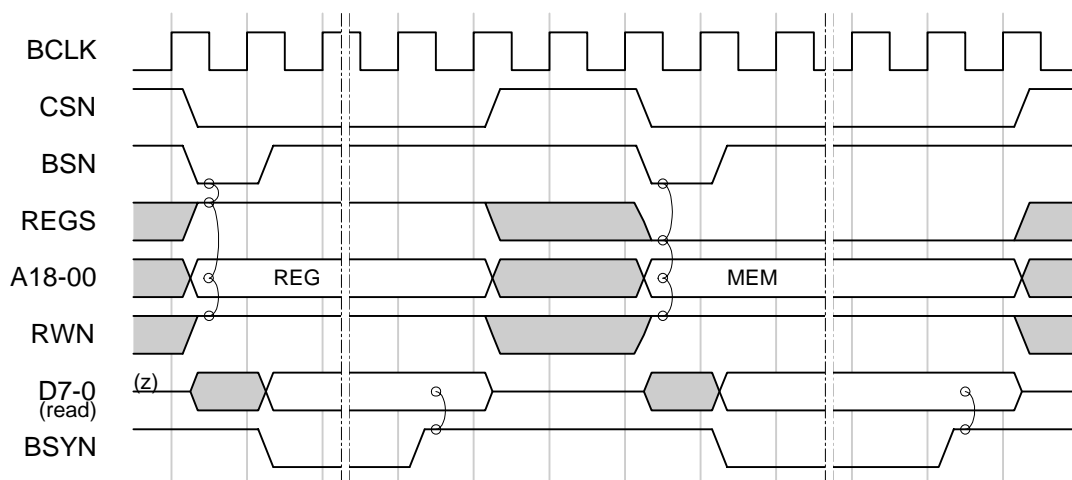 BCLK
CSN
BSN
REGS
A18-00
REG
MEM
RWN
D7-0
(z)
(read)
BSYN